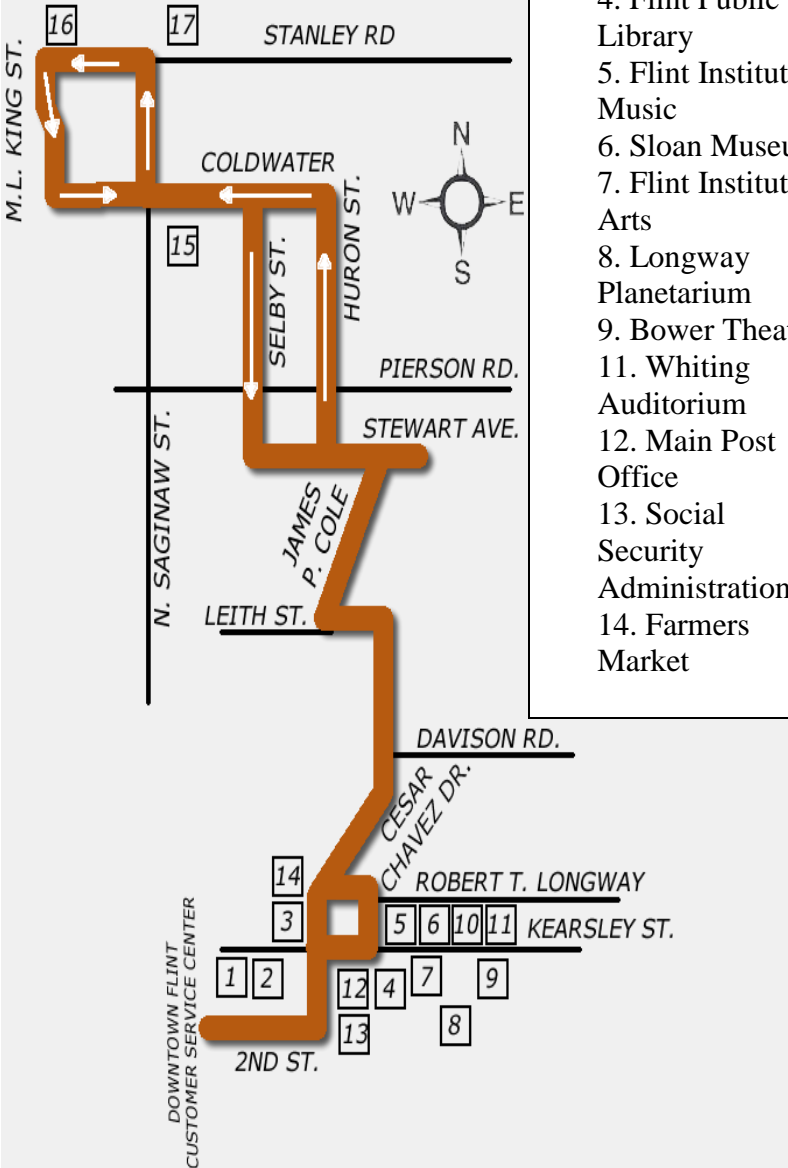 16
17
STANLEY RD
M.L. KING ST.
COLDWATER
N
W
E
S
15
SELBY ST.
HURON ST.
PIERSON RD.
STEWART AVE.
N. SAGINAW ST.
JAMES
P. COLE
LEITH ST.
DAVISON RD.
CESAR
CHAVEZ DR.
14
ROBERT T. LONGWAY
3
5
6
10
11
KEARSLEY ST.
1
2
12
4
7
9
13
8
2ND ST.
DOWNTOWN FLINT
CUSTOMER SERVICE CENTER
4. Flint Public
Library
5. Flint Institut
Music
6. Sloan Museu
7. Flint Institut
Arts
8. Longway
Planetarium
9. Bower Thea
11. Whiting
Auditorium
12. Main Post
Office
13. Social
Security
Administration
14. Farmers
Market